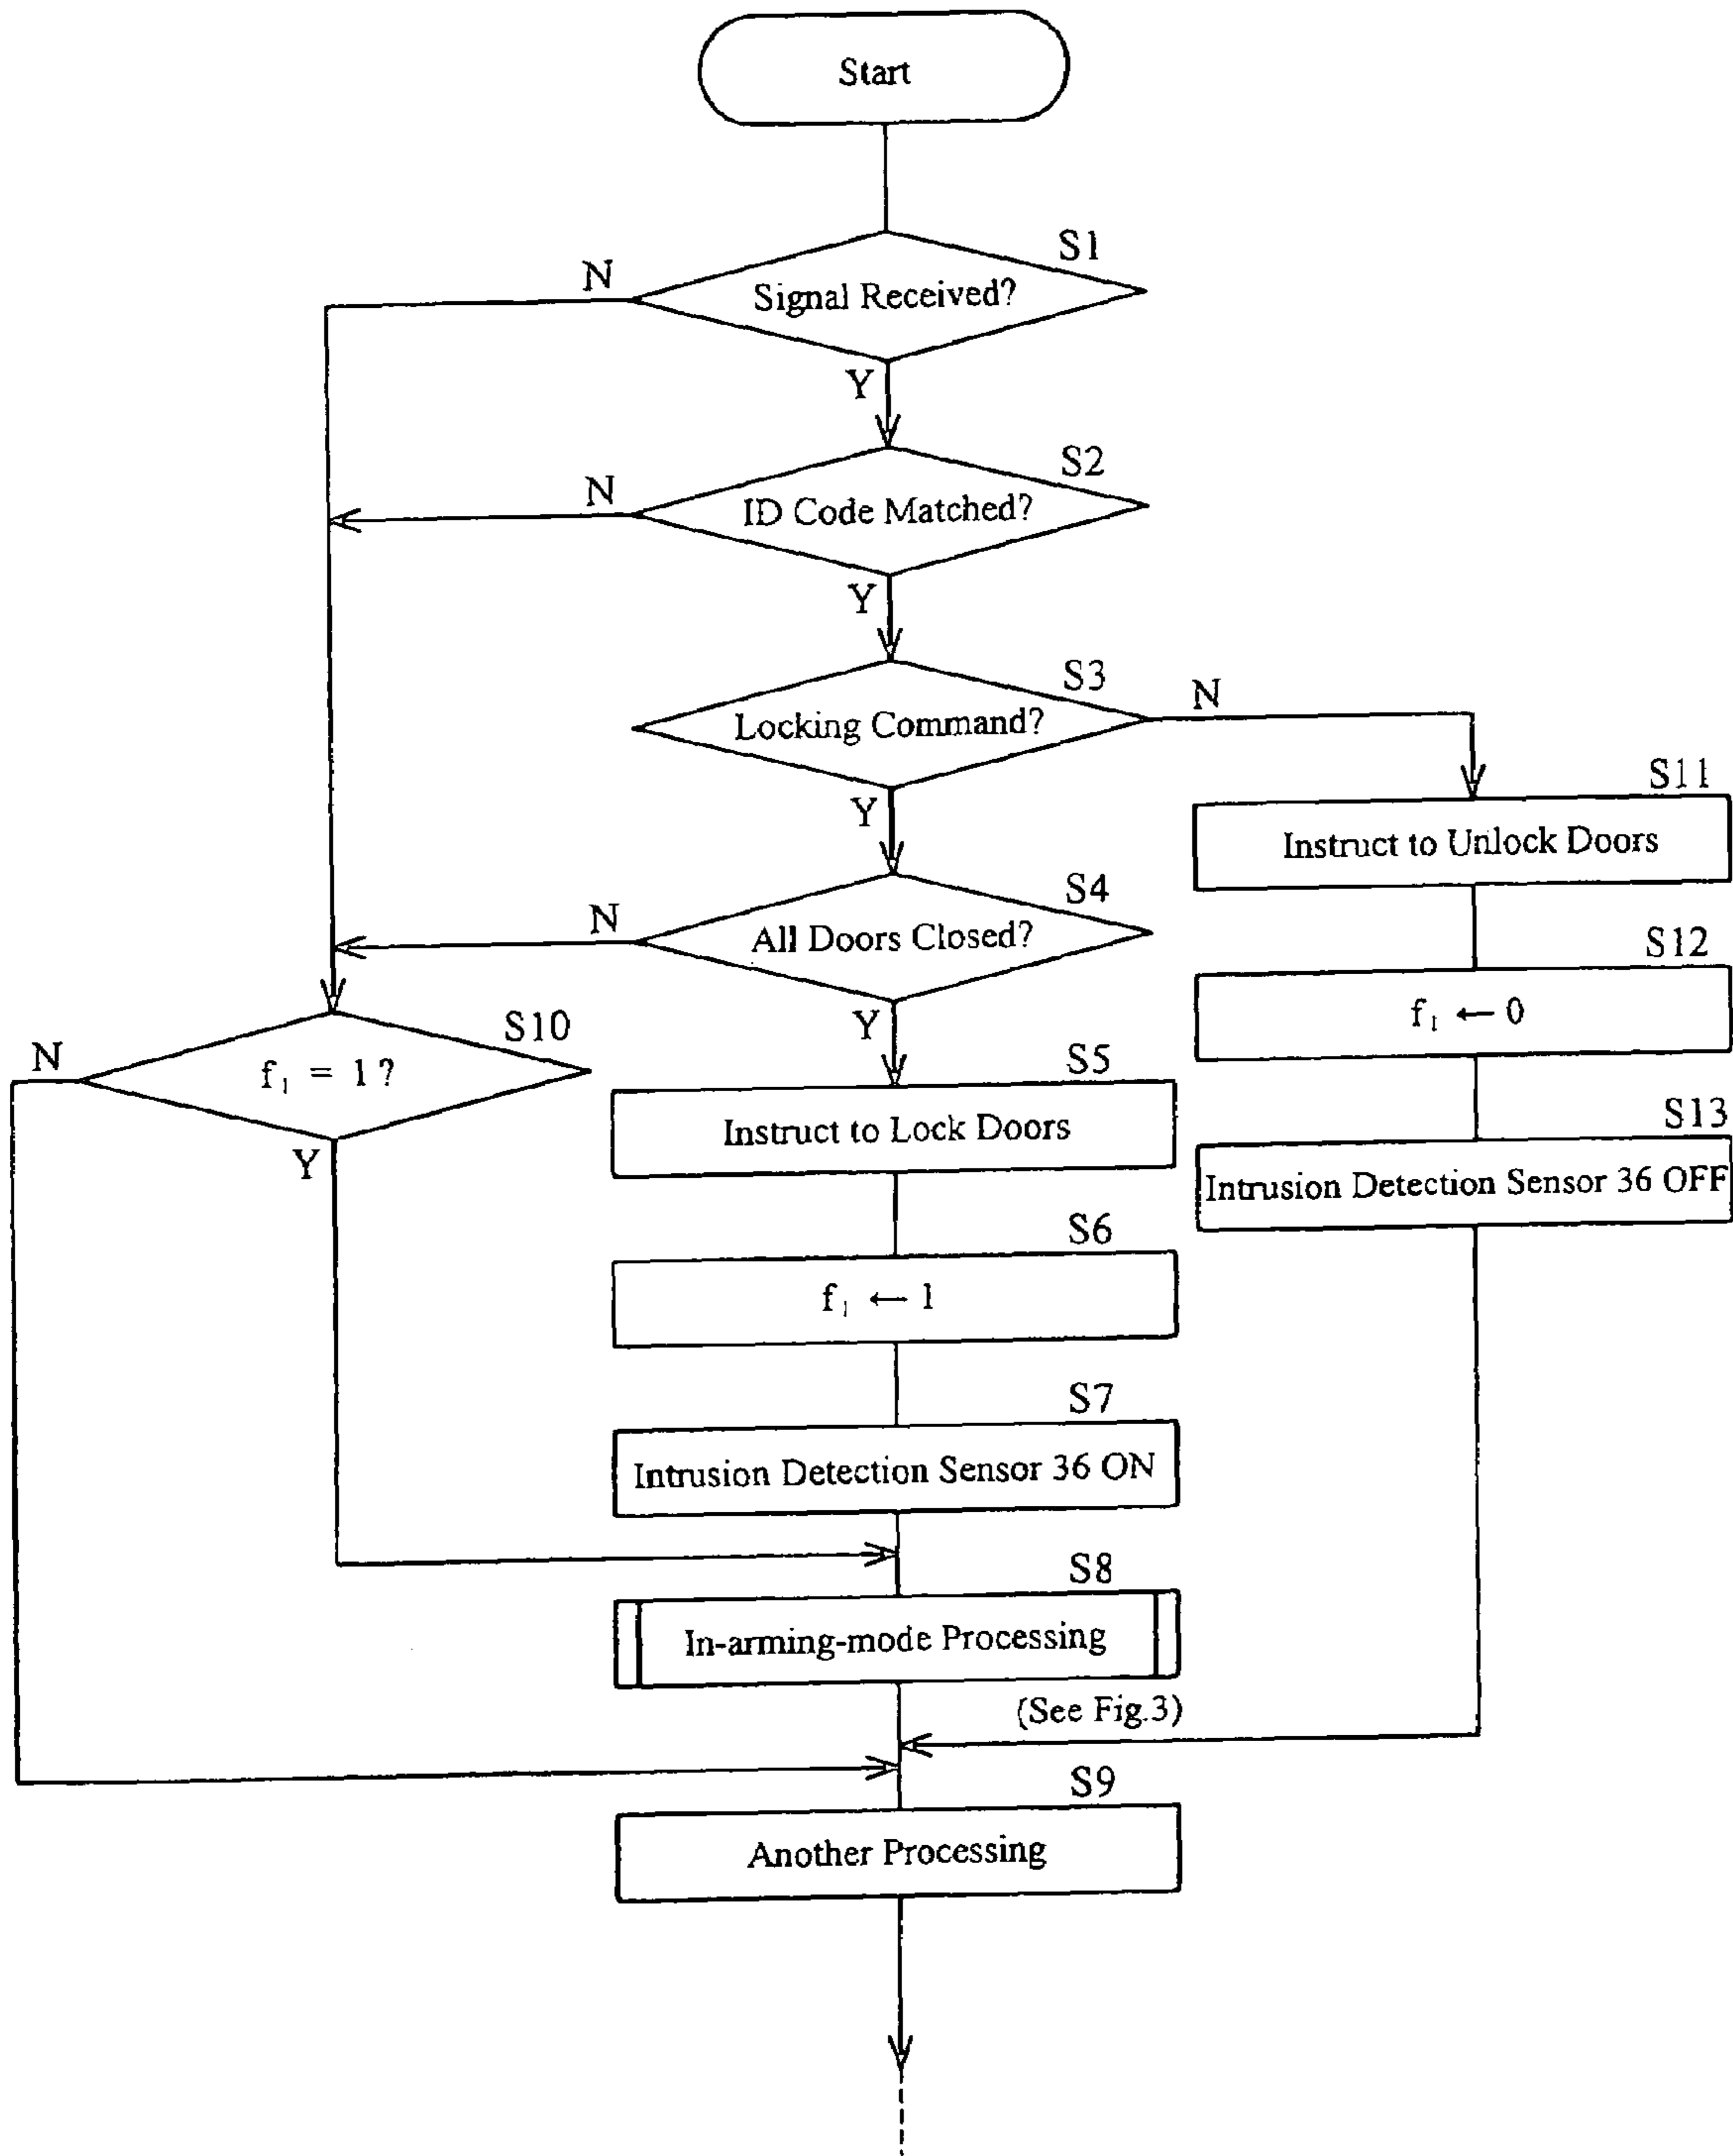 Start
S1
N
Signal Received?
Y
S2
N
ID Code Matched?
Y
S3
N
Locking Command?
Y
S11
Instruct to Unlock Doors
S4
N
All Doors Closed?
Y
S12
f₁ ← 0
S10
N
f₁ = 1 ?
Y
S5
Instruct to Lock Doors
S13
Intrusion Detection Sensor 36 OFF
S6
f₁ ← 1
S7
Intrusion Detection Sensor 36 ON
S8
In-arming-mode Processing
(See Fig.3)
S9
Another Processing